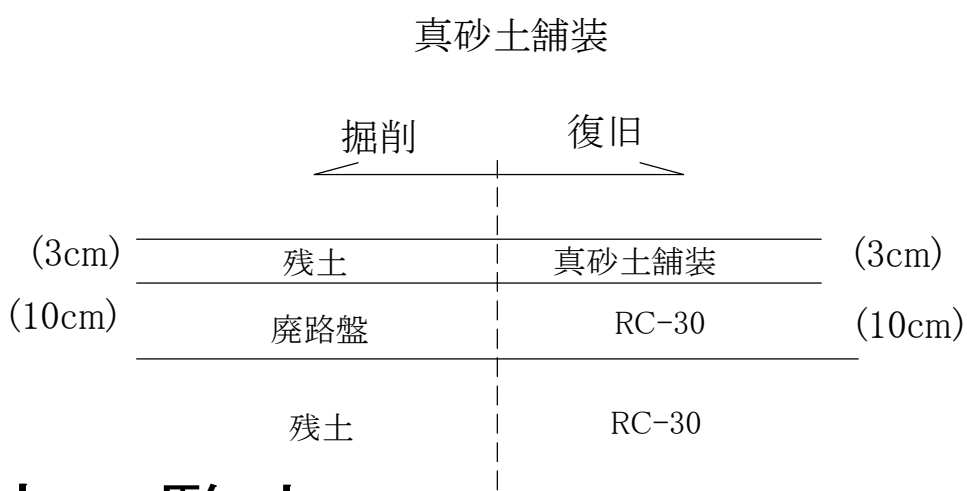 真砂土舗装
掘削 復旧
(3cm) 残土 真砂土舗装 (3cm)
(10cm) 廃路盤 RC-30 (10cm)
残土 RC-30